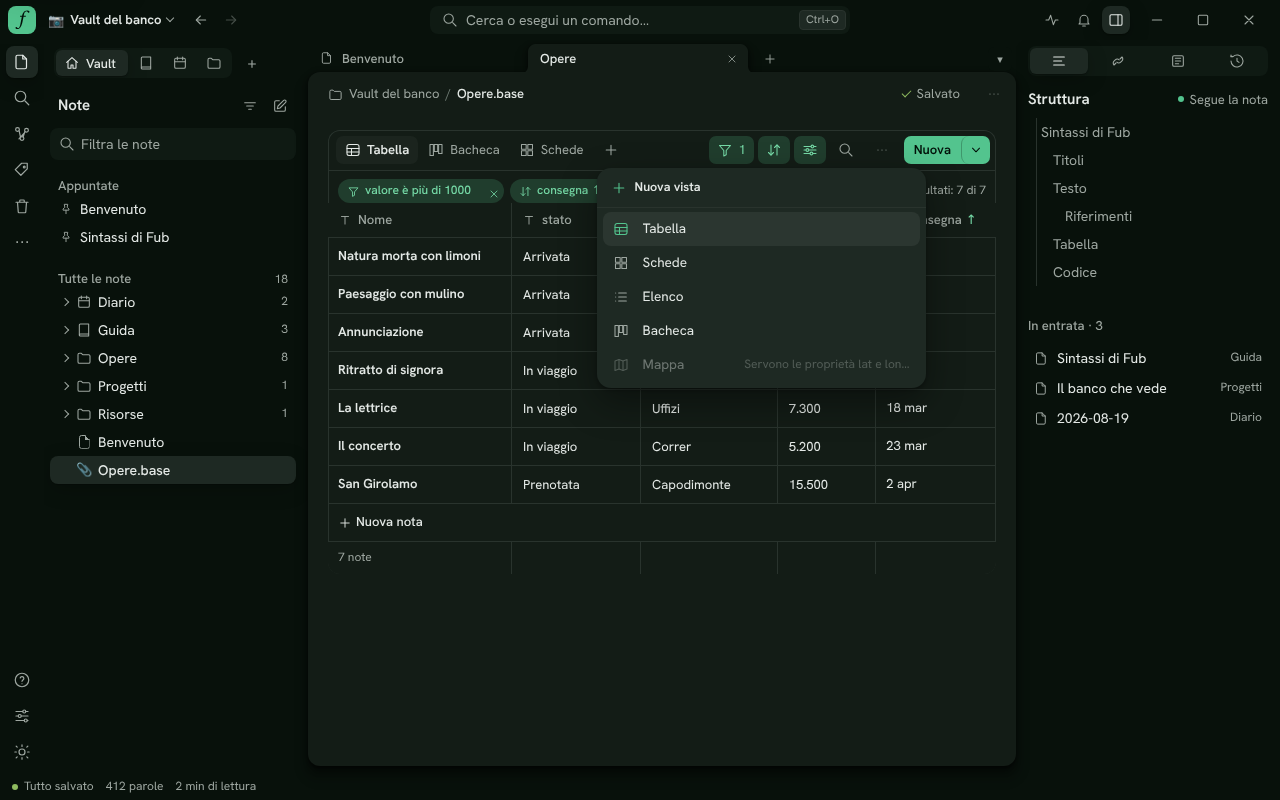 Vault del banco
Cerca o esegui un comando...
Ctrl+O
Vault
Benvenuto
Opere
Note
Filtra le note
Appuntate
Benvenuto
Sintassi di Fub
Tutte le note 18
Diario 2
Guida 3
Opere 8
Progetti 1
Risorse 1
Benvenuto
Opere.base
Vault del banco / Opere.base
Salvato
Tabella
Bacheca
Schede
1
Nuova
valore è più di 1000
consegna 1
ultati: 7 di 7
Nome
stato
segna ↑
Nuova vista
Tabella
Schede
Elenco
Bacheca
Mappa Servono le proprietà lat e lon...
Natura morta con limoni Arrivata
Paesaggio con mulino Arrivata
Annunciazione Arrivata
Ritratto di signora In viaggio
La lettrice In viaggio Uffizi 7.300 18 mar
Il concerto In viaggio Correr 5.200 23 mar
San Girolamo Prenotata Capodimonte 15.500 2 apr
Nuova nota
7 note
Struttura
Segue la nota
Sintassi di Fub
Titoli
Testo
Riferimenti
Tabella
Codice
In entrata · 3
Sintassi di Fub Guida
Il banco che vede Progetti
2026-08-19 Diario
Tutto salvato 412 parole 2 min di lettura